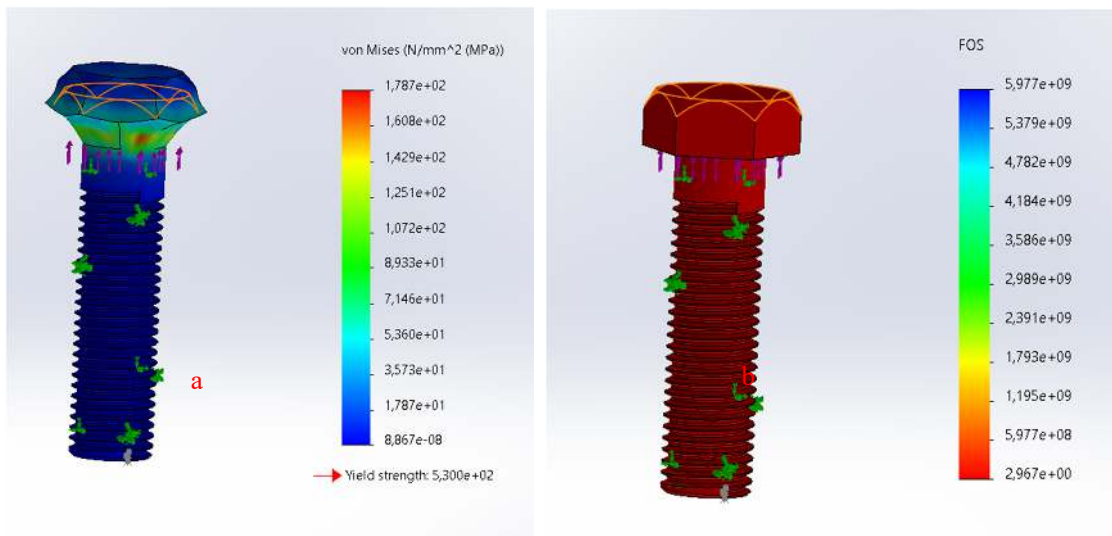 von Mises (N/mm^2 (MPa))
1,787e+02
1,608e+02
1,429e+02
1,251e+02
1,072e+02
8,933e+01
7,146e+01
5,360e+01
3,573e+01
1,787e+01
8,867e-08
Yield strength: 5,300e+02
a
FOS
5,977e+09
5,379e+09
4,782e+09
4,184e+09
3,586e+09
2,989e+09
2,391e+09
1,793e+09
1,195e+09
5,977e+08
2,967e+00
b